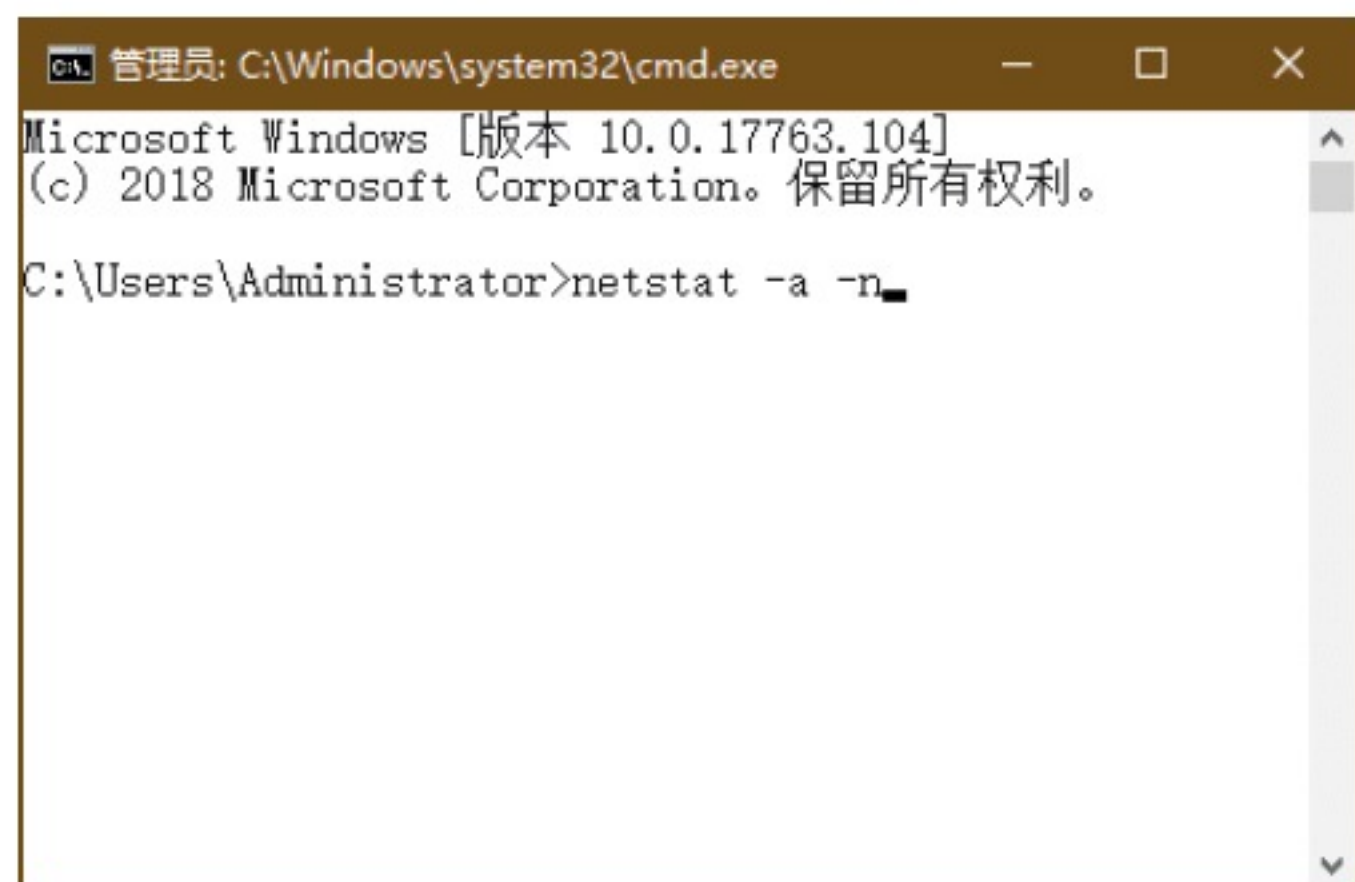 管理员: C:\Windows\system32\cmd.exe
Microsoft Windows [版本 10.0.17763.104]
(c) 2018 Microsoft Corporation。保留所有权利。
C:\Users\Administrator>netstat -a -n